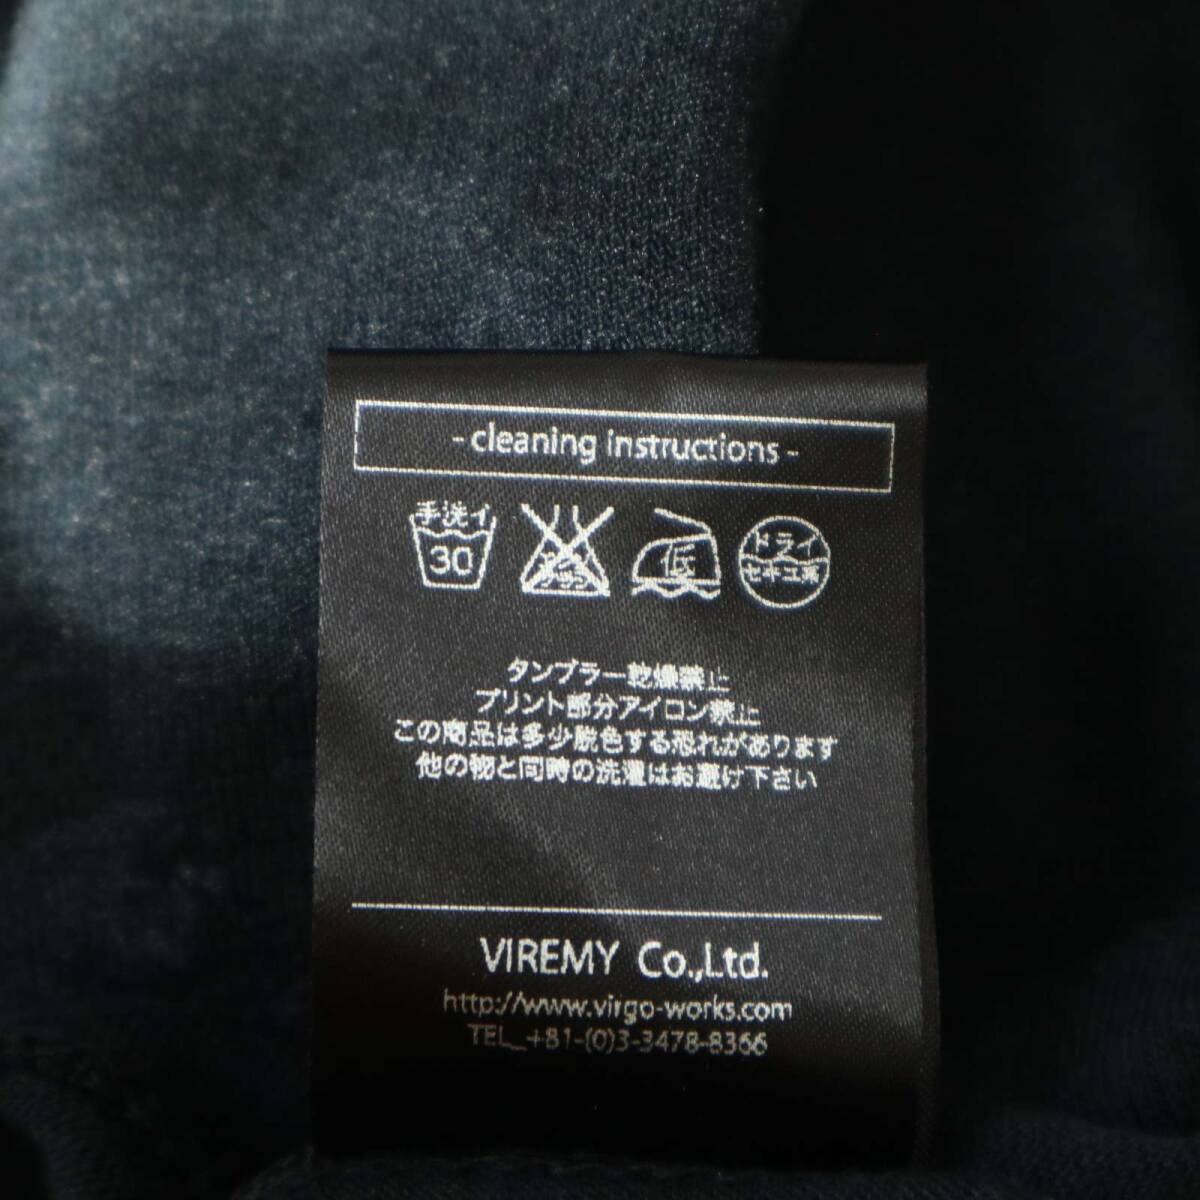 - cleaning instructions -
手洗イ 30 低 ドライ
セキユ系
タンブラー乾燥禁止
プリント部分アイロン禁止
この商品は多少脱色する恐れがあります
他の物と同時の洗濯はお避け下さい
VIREMY Co.,Ltd.
http://www.virgo-works.com
TEL_+81-(0)3-3478-8366